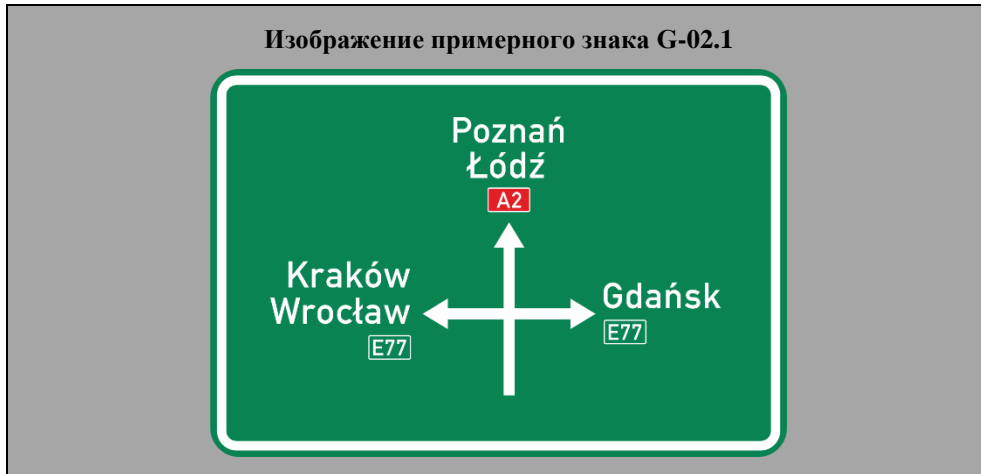 Изображение примерного знака G-02.1
Poznań
Łódź
A2
Kraków
Wrocław
E77
Gdańsk
E77